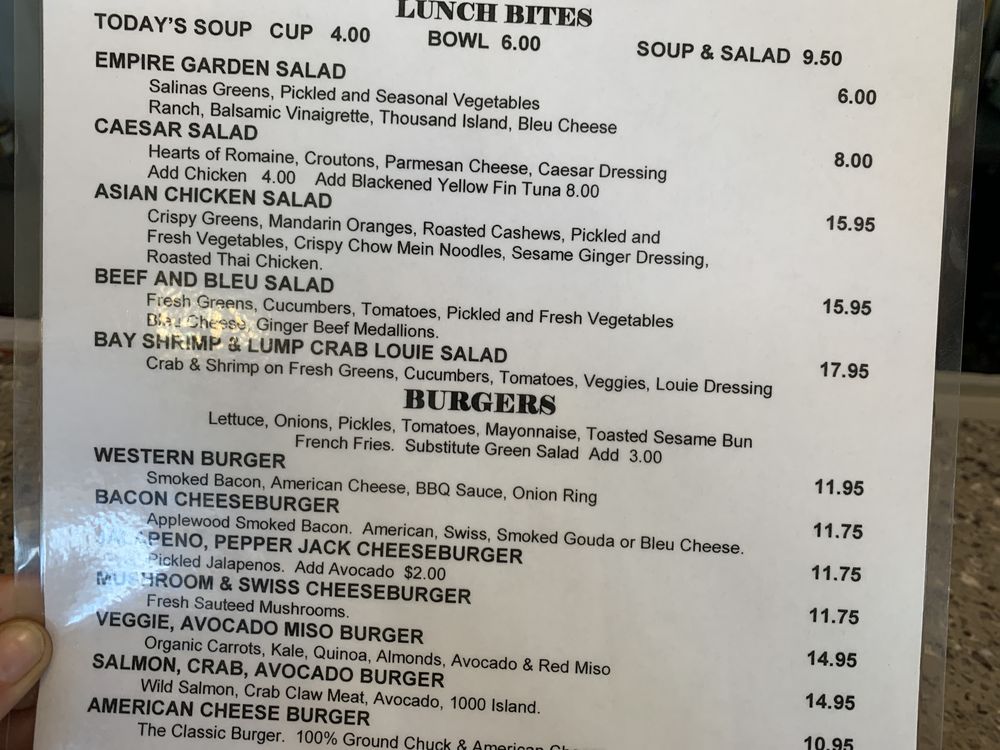 LUNCH BITES
TODAY'S SOUP CUP 4.00 BOWL 6.00 SOUP & SALAD 9.50
EMPIRE GARDEN SALAD 6.00
Salinas Greens, Pickled and Seasonal Vegetables
Ranch, Balsamic Vinaigrette, Thousand Island, Bleu Cheese
CAESAR SALAD 8.00
Hearts of Romaine, Croutons, Parmesan Cheese, Caesar Dressing
Add Chicken 4.00 Add Blackened Yellow Fin Tuna 8.00
ASIAN CHICKEN SALAD 15.95
Crispy Greens, Mandarin Oranges, Roasted Cashews, Pickled and
Fresh Vegetables, Crispy Chow Mein Noodles, Sesame Ginger Dressing,
Roasted Thai Chicken.
BEEF AND BLEU SALAD 15.95
Fresh Greens, Cucumbers, Tomatoes, Pickled and Fresh Vegetables
Bleu Cheese, Ginger Beef Medallions.
BAY SHRIMP & LUMP CRAB LOUIE SALAD 17.95
Crab & Shrimp on Fresh Greens, Cucumbers, Tomatoes, Veggies, Louie Dressing
BURGERS
Lettuce, Onions, Pickles, Tomatoes, Mayonnaise, Toasted Sesame Bun
French Fries. Substitute Green Salad Add 3.00
WESTERN BURGER 11.95
Smoked Bacon, American Cheese, BBQ Sauce, Onion Ring
BACON CHEESEBURGER 11.75
Applewood Smoked Bacon. American, Swiss, Smoked Gouda or Bleu Cheese.
JALAPENO, PEPPER JACK CHEESEBURGER 11.75
Pickled Jalapenos. Add Avocado $2.00
MUSHROOM & SWISS CHEESEBURGER 11.75
Fresh Sauteed Mushrooms.
VEGGIE, AVOCADO MISO BURGER 14.95
Organic Carrots, Kale, Quinoa, Almonds, Avocado & Red Miso
SALMON, CRAB, AVOCADO BURGER 14.95
Wild Salmon, Crab Claw Meat, Avocado, 1000 Island.
AMERICAN CHEESE BURGER 10.95
The Classic Burger. 100% Ground Chuck & American